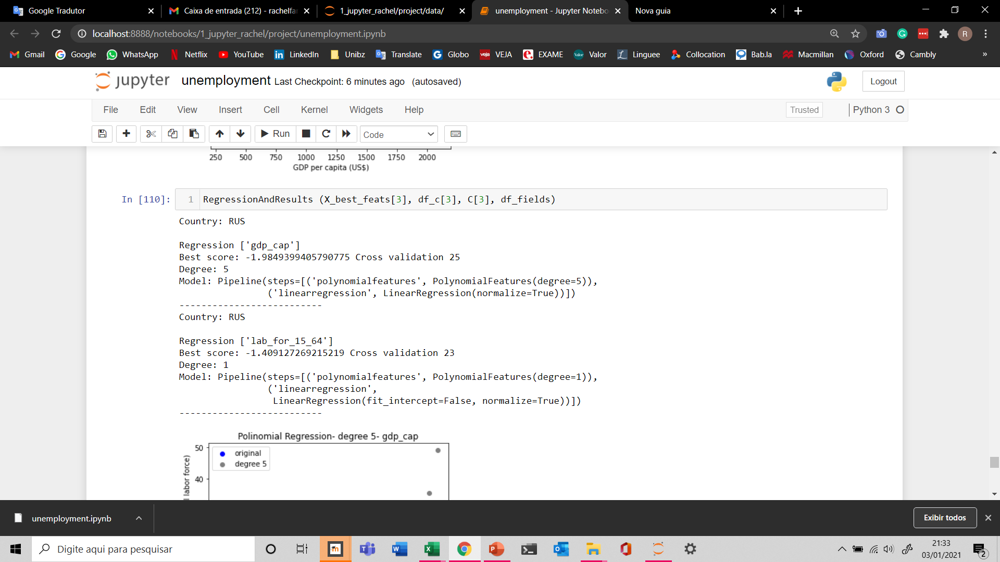 Google Tradutor
Caixa de entrada (212) - rachelfar
1_jupyter_rachel/project/data/
unemployment - Jupyter Notebo
Nova guia
localhost:8888/notebooks/1_jupyter_rachel/project/unemployment.ipynb
R
Gmail Google WhatsApp Netflix YouTube LinkedIn Unibz Translate Globo VEJA EXAME Valor Linguee Collocation Bab.la Macmillan Oxford Cambly »
jupyter unemployment Last Checkpoint: 6 minutes ago (autosaved)
Logout
File Edit View Insert Cell Kernel Widgets Help
Trusted Python 3
Run Code
250 500 750 1000 1250 1500 1750 2000
GDP per capita (US$)
In [110]: 1 RegressionAndResults (X_best_feats[3], df_c[3], C[3], df_fields)
Country: RUS
Regression ['gdp_cap']
Best score: -1.9849399405790775 Cross validation 25
Degree: 5
Model: Pipeline(steps=[('polynomialfeatures', PolynomialFeatures(degree=5)),
('linearregression', LinearRegression(normalize=True))])
--------------------------
Country: RUS
Regression ['lab_for_15_64']
Best score: -1.409127269215219 Cross validation 23
Degree: 1
Model: Pipeline(steps=[('polynomialfeatures', PolynomialFeatures(degree=1)),
('linearregression',
LinearRegression(fit_intercept=False, normalize=True))])
--------------------------
Polinomial Regression- degree 5- gdp_cap
50
original
degree 5
40
labor force)
unemployment.ipynb
Exibir todos
Digite aqui para pesquisar
21:33
03/01/2021
2